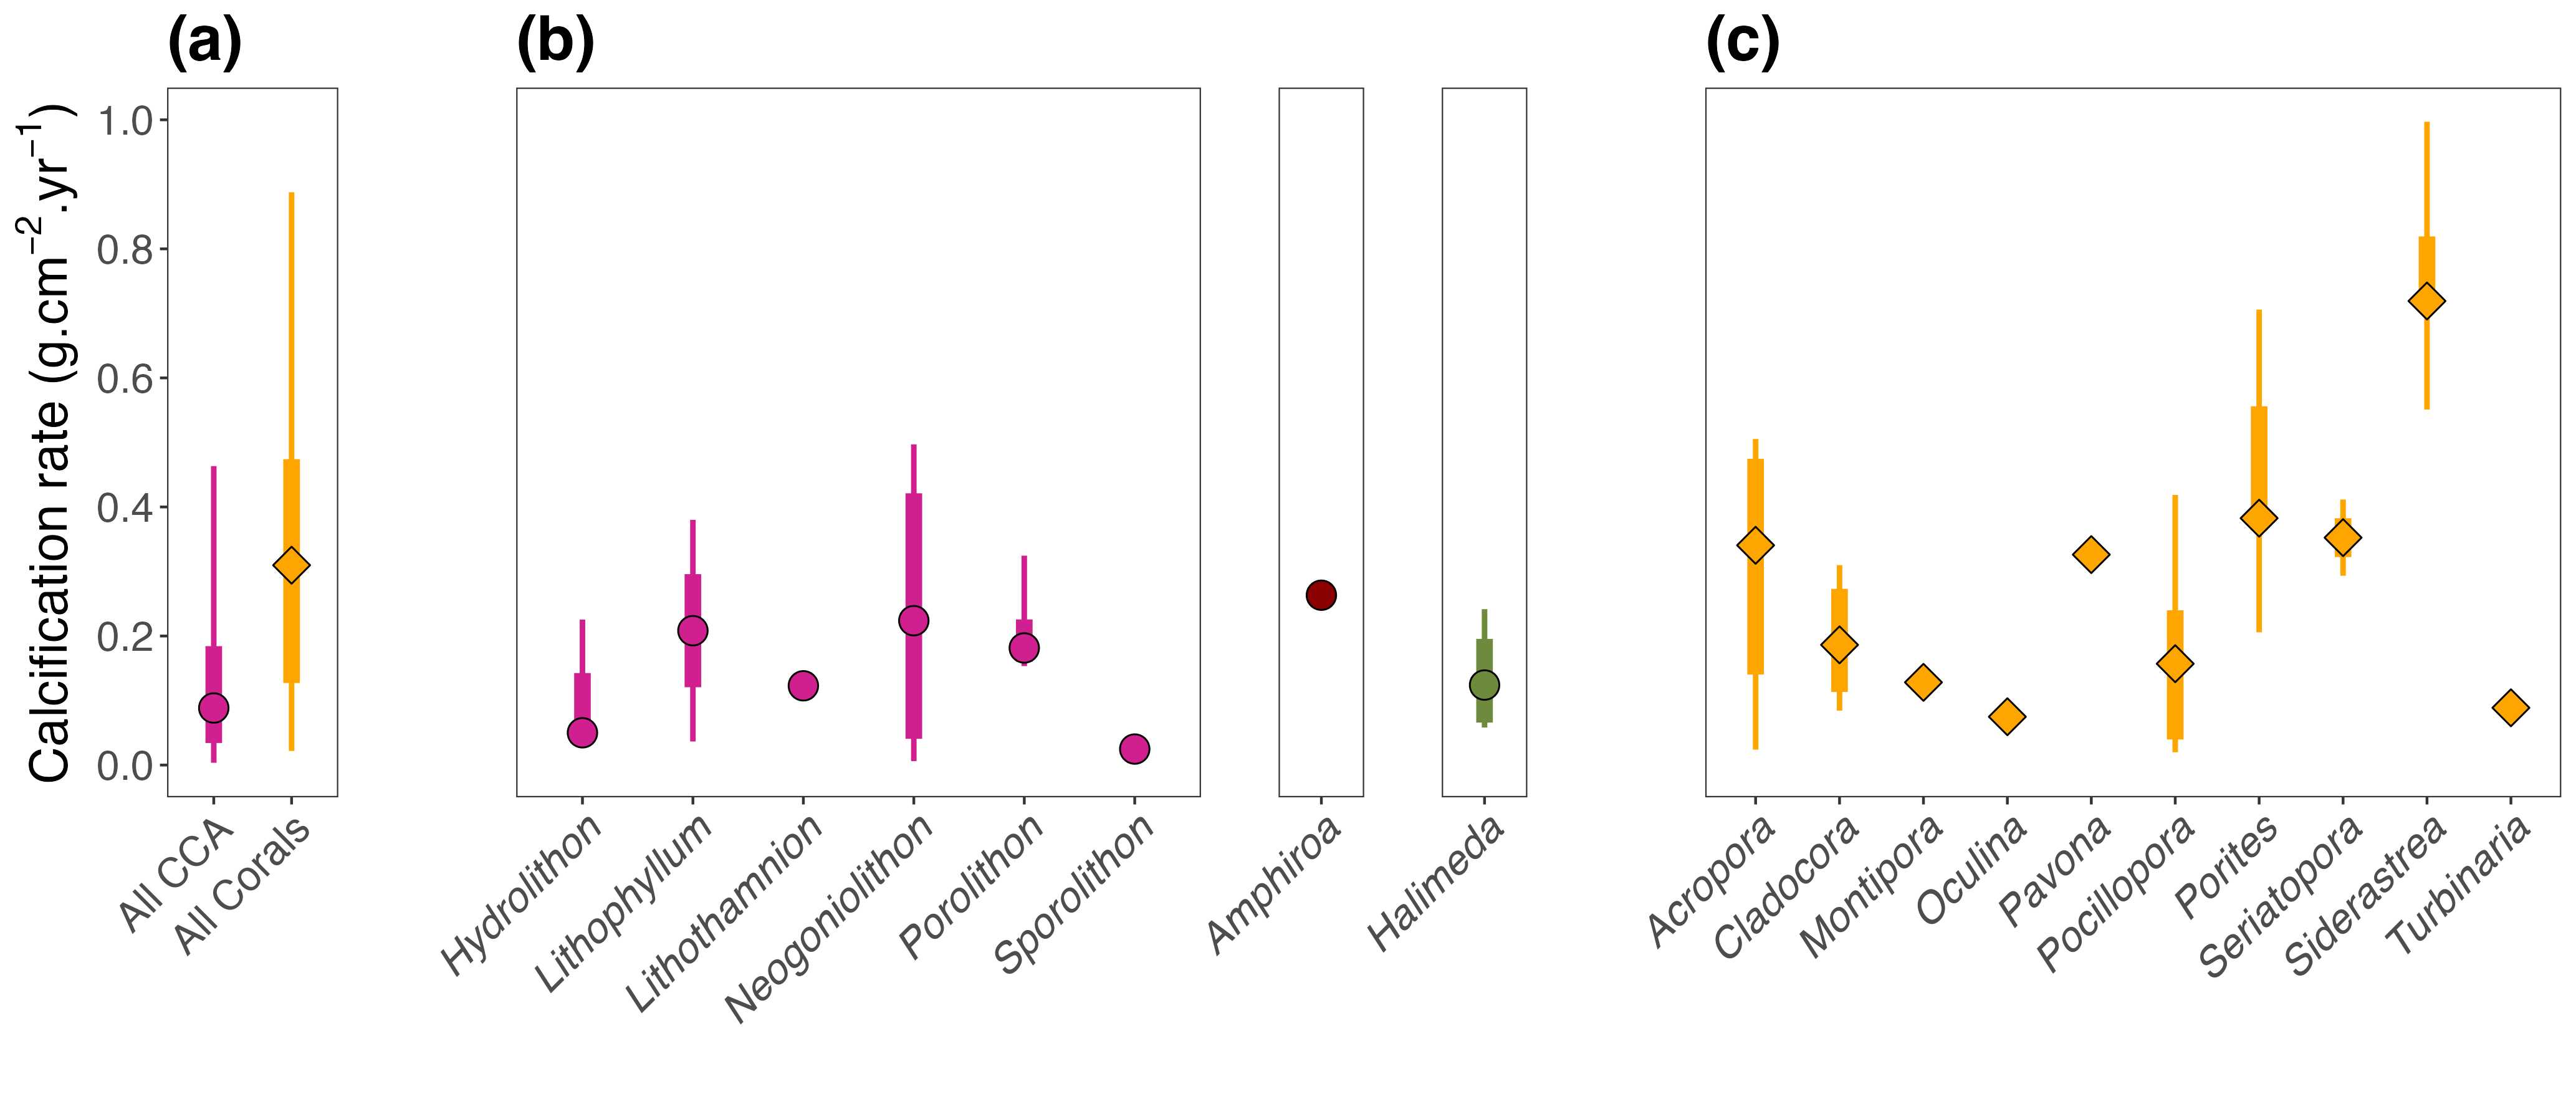 (a)
(b)
(c)
Calcification rate (g.cm⁻².yr⁻¹)
1.0
0.8
0.6
0.4
0.2
0.0
All CCA
All Corals
Hydrolithon
Lithophyllum
Lithothamnion
Neogoniolithon
Porolithon
Sporolithon
Amphiroa
Halimeda
Acropora
Cladocora
Montipora
Oculina
Pavona
Pocillopora
Porites
Seriatopora
Siderastrea
Turbinaria